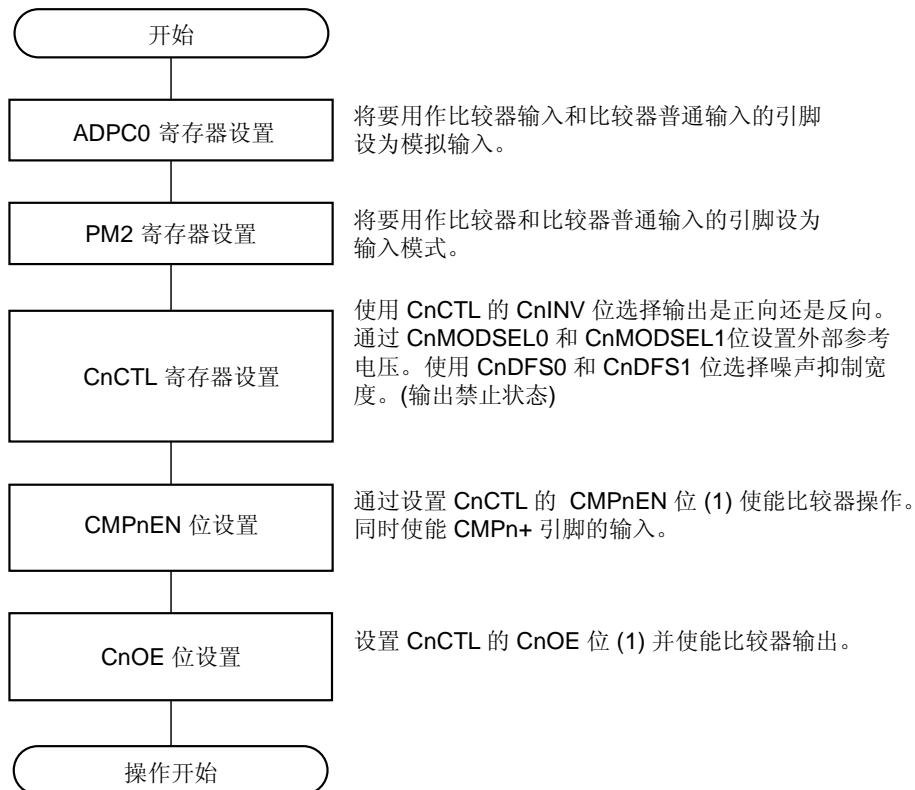 开始
ADPC0 寄存器设置
将要用作比较器输入和比较器普通输入的引脚
设为模拟输入。
PM2 寄存器设置
将要用作比较器和比较器普通输入的引脚设为
输入模式。
CnCTL 寄存器设置
使用 CnCTL 的 CnINV 位选择输出是正向还是反向。
通过 CnMODSEL0 和 CnMODSEL1位设置外部参考
电压。使用 CnDFS0 和 CnDFS1 位选择噪声抑制宽
度。(输出禁止状态)
CMPnEN 位设置
通过设置 CnCTL 的 CMPnEN 位 (1) 使能比较器操作。
同时使能 CMPn+ 引脚的输入。
CnOE 位设置
设置 CnCTL 的 CnOE 位 (1) 并使能比较器输出。
操作开始